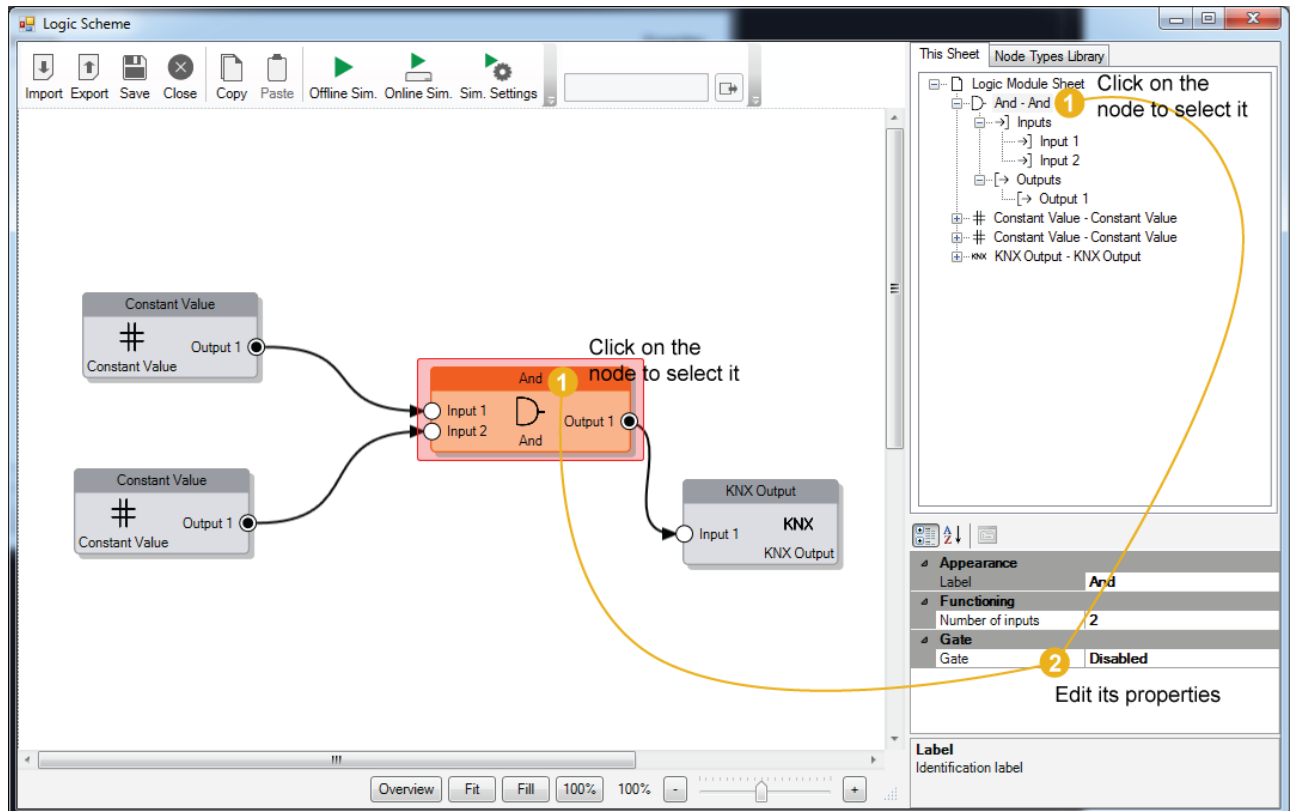 Logic Scheme
Import Export Save Close Copy Paste Offline Sim. Online Sim. Sim. Settings
This Sheet Node Types Library
Logic Module Sheet
And - And
Inputs
Input 1
Input 2
Outputs
Output 1
Constant Value - Constant Value
Constant Value - Constant Value
KNX KNX Output - KNX Output
1 Click on the
node to select it
Constant Value
Output 1
Constant Value
Click on the
node to select it
And 1
Input 1
Input 2
Output 1
And
Constant Value
Output 1
Constant Value
KNX Output
Input 1 KNX
KNX Output
A
Z
Appearance
Label And
Functioning
Number of inputs 2
Gate
Gate Disabled
2
Edit its properties
Label
Identification label
Overview Fit Fill 100% 100% - +